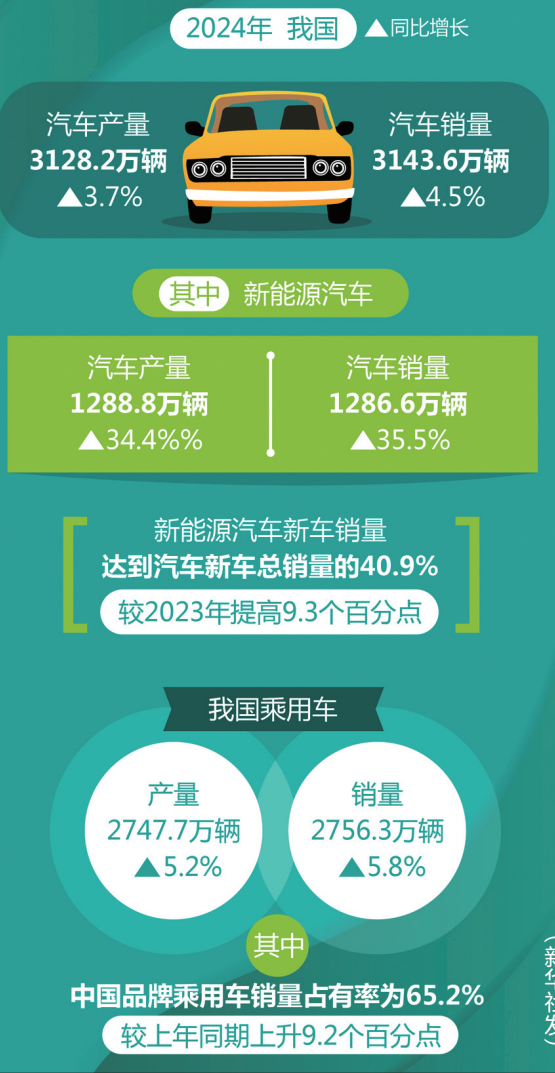 2024年 我国 ▲同比增长
汽车产量
3128.2万辆
▲3.7%
汽车销量
3143.6万辆
▲4.5%
其中 新能源汽车
汽车产量
1288.8万辆
▲34.4%%
汽车销量
1286.6万辆
▲35.5%
新能源汽车新车销量
达到汽车新车总销量的40.9%
较2023年提高9.3个百分点
我国乘用车
产量
2747.7万辆
▲5.2%
销量
2756.3万辆
▲5.8%
其中
中国品牌乘用车销量占有率为65.2%
较上年同期上升9.2个百分点
（新华社发）